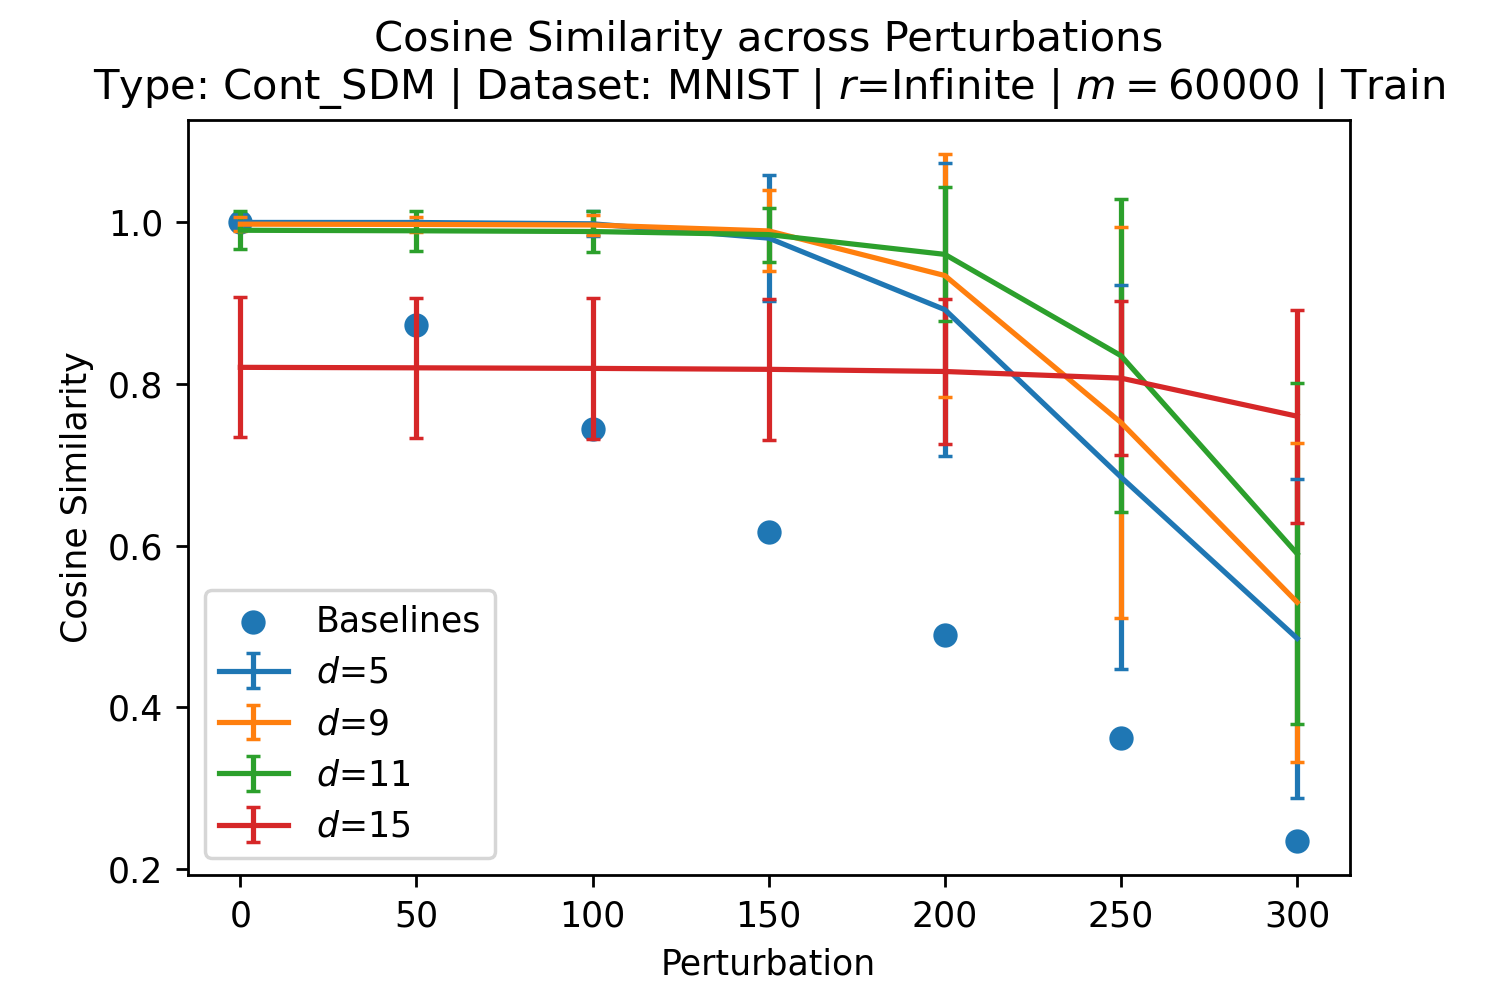 Cosine Similarity across Perturbations
Type: Cont_SDM | Dataset: MNIST | r=Infinite | m = 60000 | Train
Cosine Similarity
1.0
0.8
0.6
0.4
0.2
Baselines
d=5
d=9
d=11
d=15
0 50 100 150 200 250 300
Perturbation